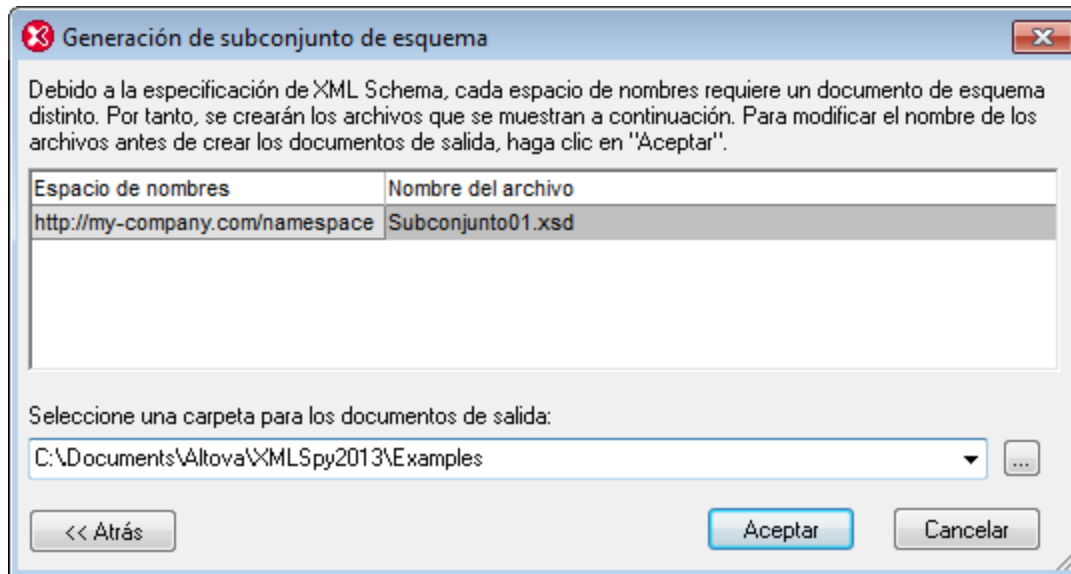 Generación de subconjunto de esquema
Debido a la especificación de XML Schema, cada espacio de nombres requiere un documento de esquema
distinto. Por tanto, se crearán los archivos que se muestran a continuación. Para modificar el nombre de los
archivos antes de crear los documentos de salida, haga clic en "Aceptar".
Espacio de nombres Nombre del archivo
http://my-company.com/namespace Subconjunto01.xsd
Seleccione una carpeta para los documentos de salida:
C:\Documents\Altova\XMLSpy2013\Examples ...
<< Atrás Aceptar Cancelar